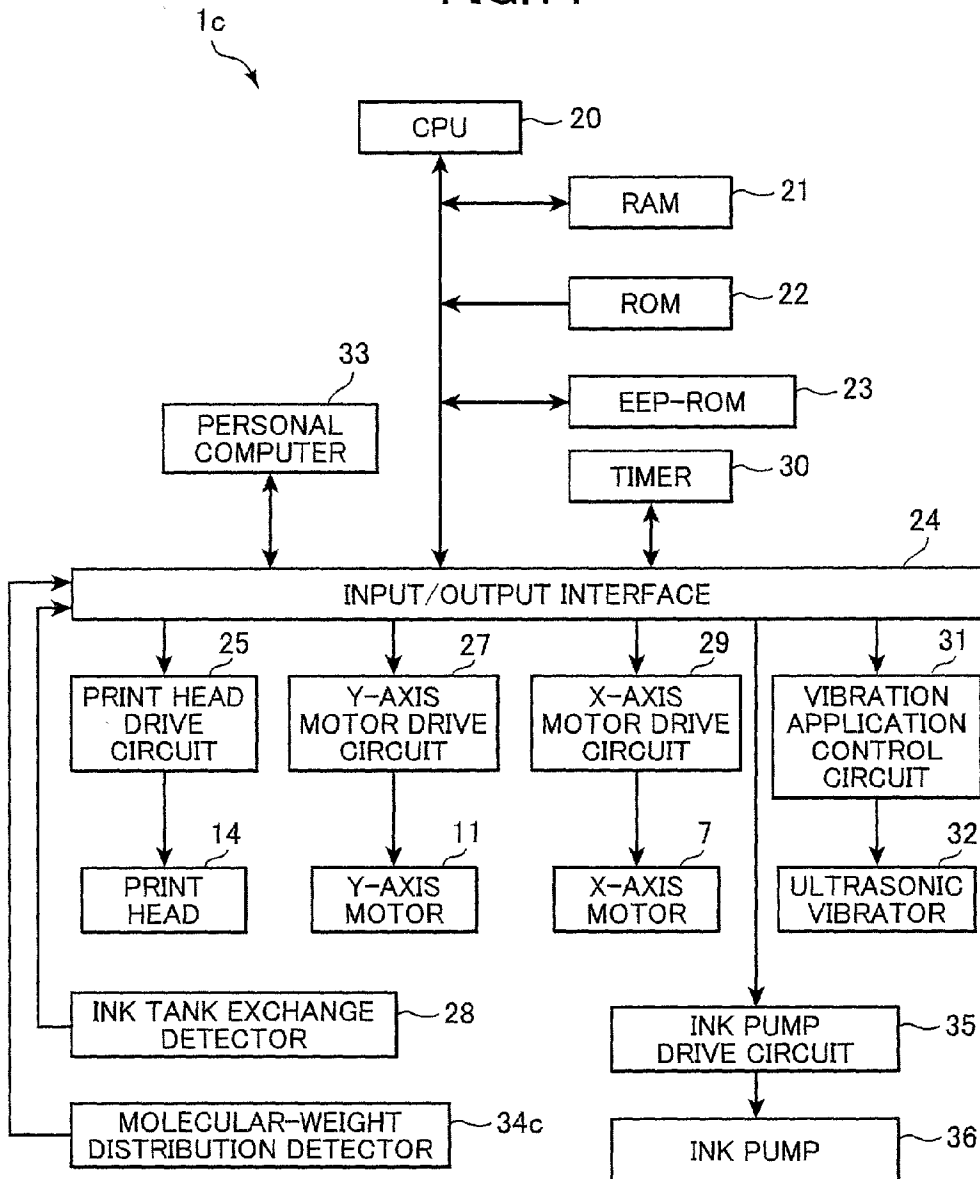 1c
CPU
20
RAM
21
ROM
22
EEP-ROM
23
33
PERSONAL
COMPUTER
TIMER
30
24
INPUT/OUTPUT INTERFACE
25
PRINT HEAD
DRIVE
CIRCUIT
27
Y-AXIS
MOTOR DRIVE
CIRCUIT
29
X-AXIS
MOTOR DRIVE
CIRCUIT
31
VIBRATION
APPLICATION
CONTROL
CIRCUIT
14
PRINT
HEAD
11
Y-AXIS
MOTOR
7
X-AXIS
MOTOR
32
ULTRASONIC
VIBRATOR
INK TANK EXCHANGE
DETECTOR
28
INK PUMP
DRIVE CIRCUIT
35
MOLECULAR-WEIGHT
DISTRIBUTION DETECTOR
34c
INK PUMP
36